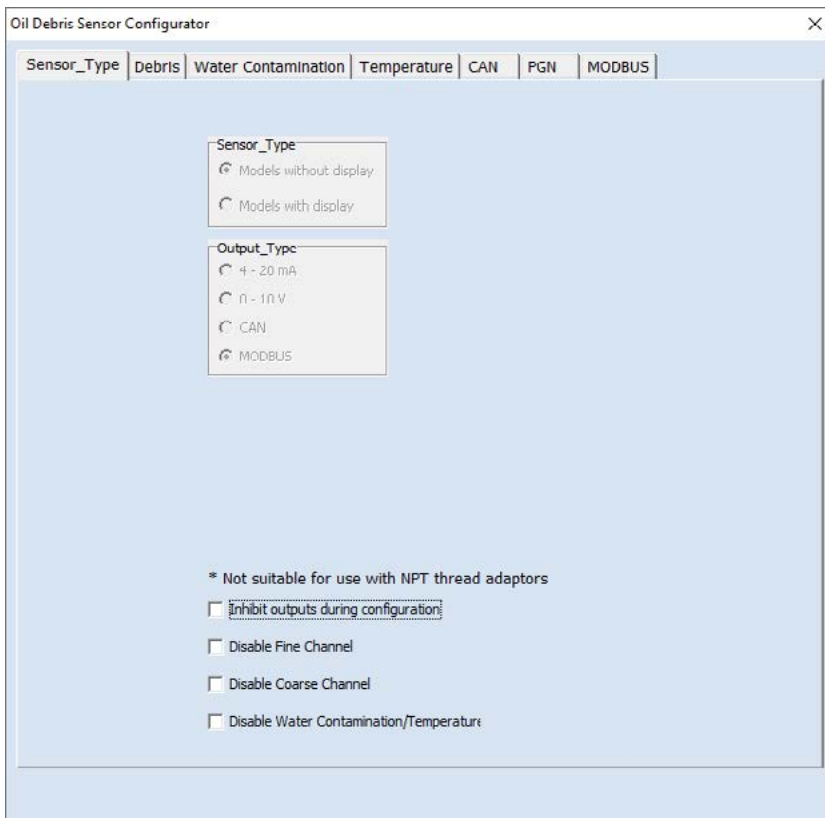 Oil Debris Sensor Configurator
Sensor_Type Debris Water Contamination Temperature CAN PGN MODBUS
Sensor_Type
Models without display
Models with display
Output_Type
4 - 20 mA
0 - 10 V
CAN
MODBUS
* Not suitable for use with NPT thread adaptors
Inhibit outputs during configuration
Disable Fine Channel
Disable Coarse Channel
Disable Water Contamination/Temperature